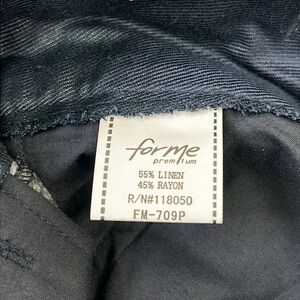 forme
premium
55% LINEN
45% RAYON
R/N#118050
FM-709P